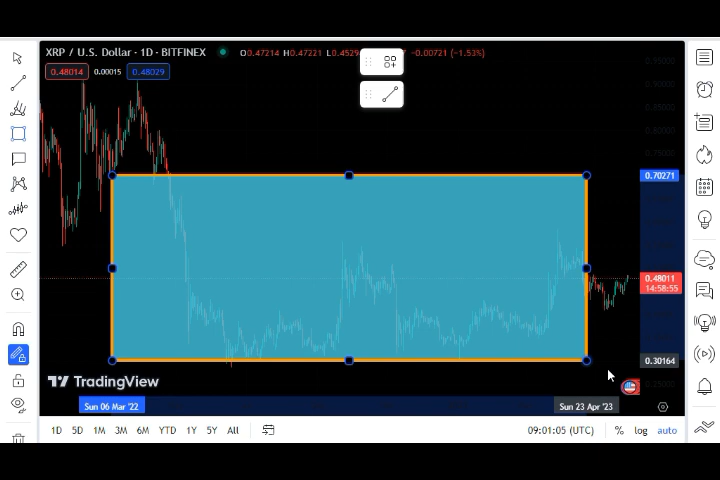 XRP / U.S. Dollar · 1D · BITFINEX
O0.47214 H0.47221 −0.00721 (−1.53%)
0.48014 0.00015 0.48029
0.70271
0.48011
14:58:55
0.30164
TradingView
Sun 06 Mar '22 Sun 23 Apr '23
1D 5D 1M 3M 6M YTD 1Y 5Y All 09:01:05 (UTC) % log auto